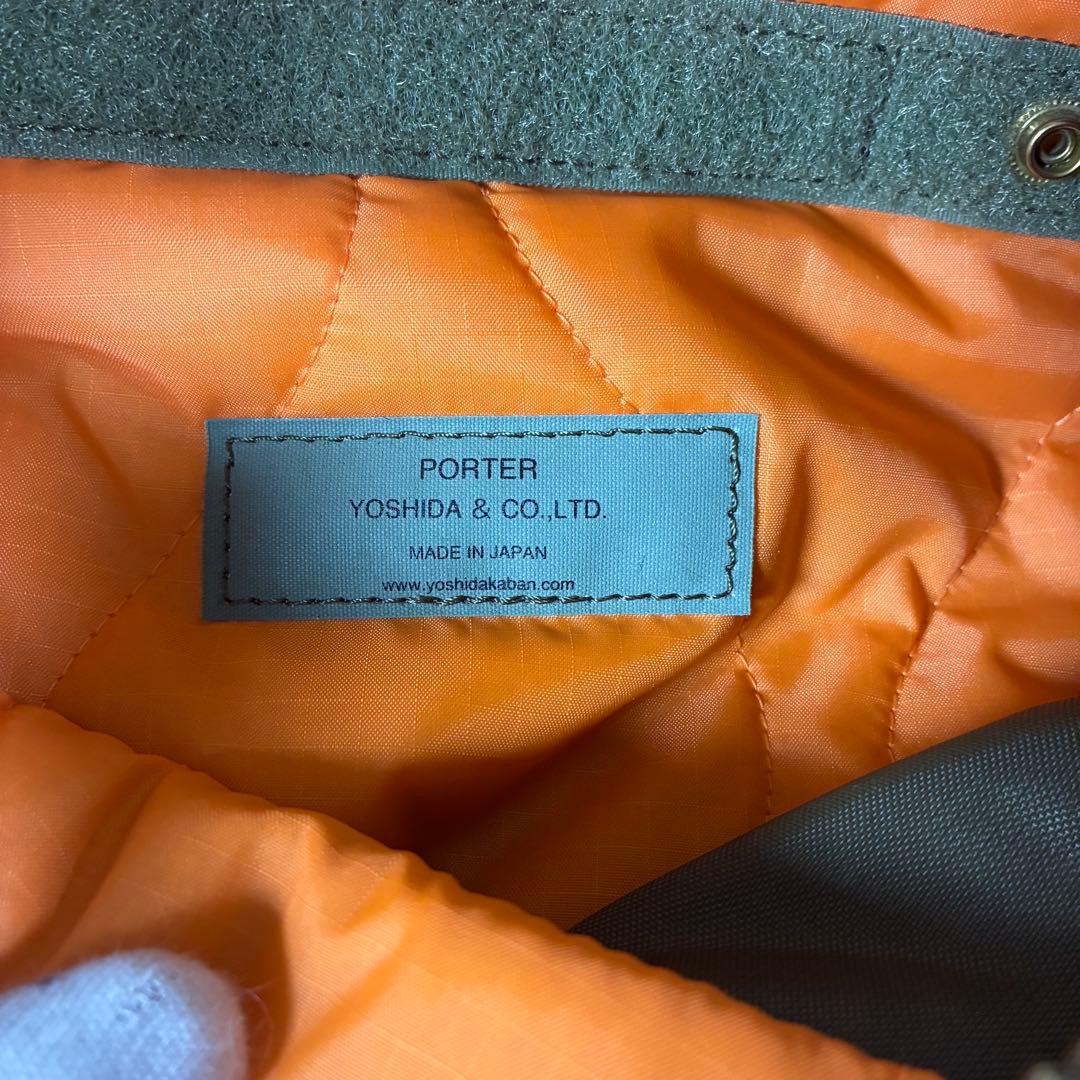 PORTER
YOSHIDA & CO.,LTD.
MADE IN JAPAN
www.yoshidakaban.com